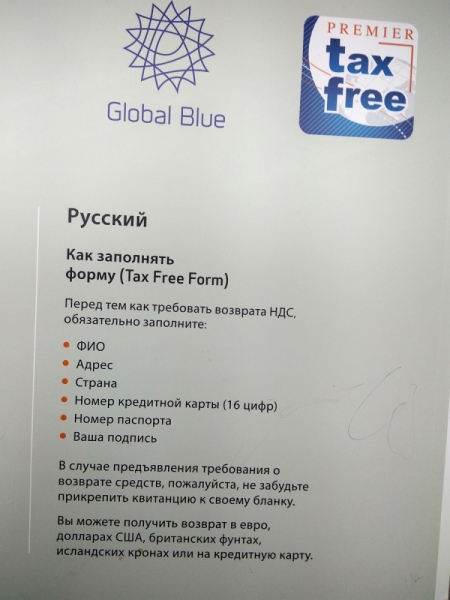 Global Blue
PREMIER
tax
free
Русский
Как заполнять
форму (Tax Free Form)
Перед тем как требовать возврата НДС,
обязательно заполните:
• ФИО
• Адрес
• Страна
• Номер кредитной карты (16 цифр)
• Номер паспорта
• Ваша подпись
В случае предъявления требования о
возврате средств, пожалуйста, не забудьте
прикрепить квитанцию к своему бланку.
Вы можете получить возврат в евро,
долларах США, британских фунтах,
исландских кронах или на кредитную карту.